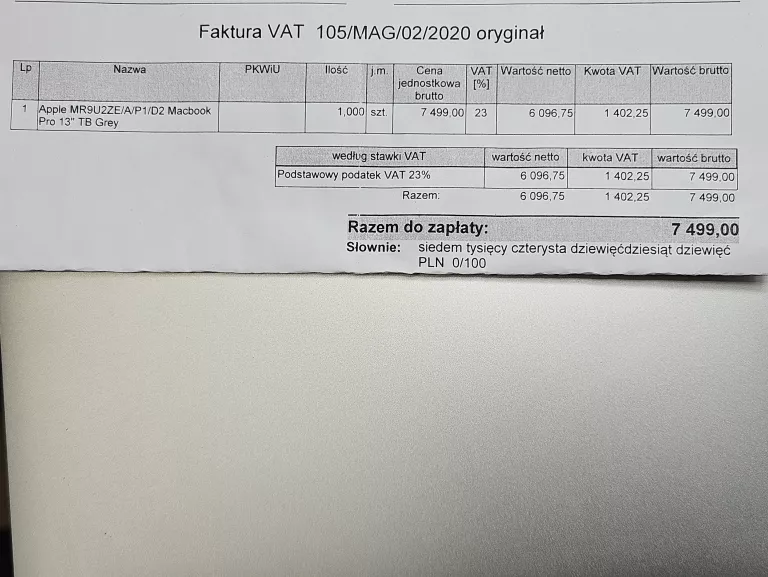 Faktura VAT 105/MAG/02/2020 oryginał
Lp Nazwa PKWiU Ilość j.m. Cena jednostkowa brutto VAT [%] Wartość netto Kwota VAT Wartość brutto
1 Apple MR9U2ZE/A/P1/D2 Macbook 1,000 szt. 7 499,00 23 6 096,75 1 402,25 7 499,00
Pro 13" TB Grey
według stawki VAT wartość netto kwota VAT wartość brutto
Podstawowy podatek VAT 23% 6 096,75 1 402,25 7 499,00
Razem: 6 096,75 1 402,25 7 499,00
Razem do zapłaty: 7 499,00
Słownie: siedem tysięcy czterysta dziewięćdziesiąt dziewięć
PLN 0/100